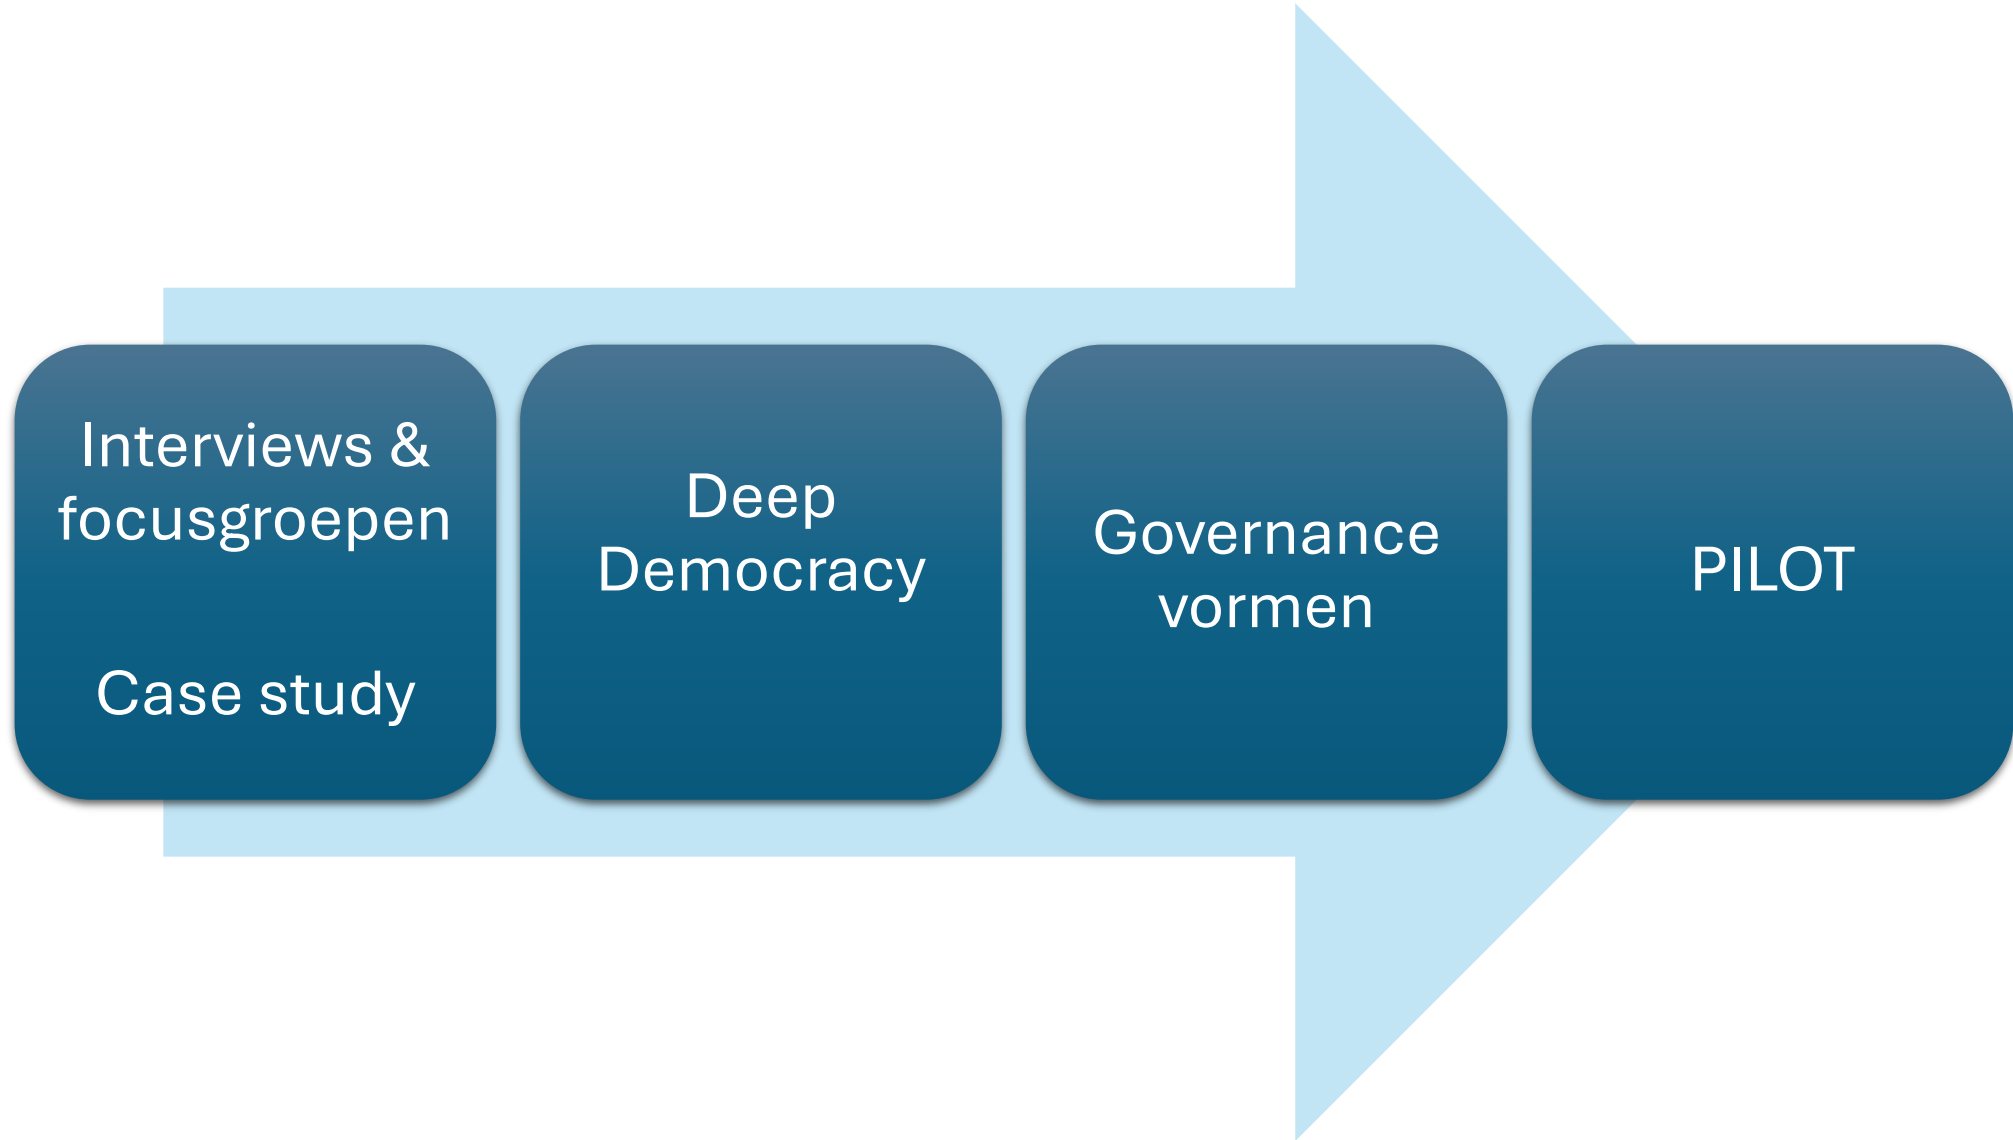 Interviews &
focusgroepen
Case study
Deep
Democracy
Governance
vormen
PILOT